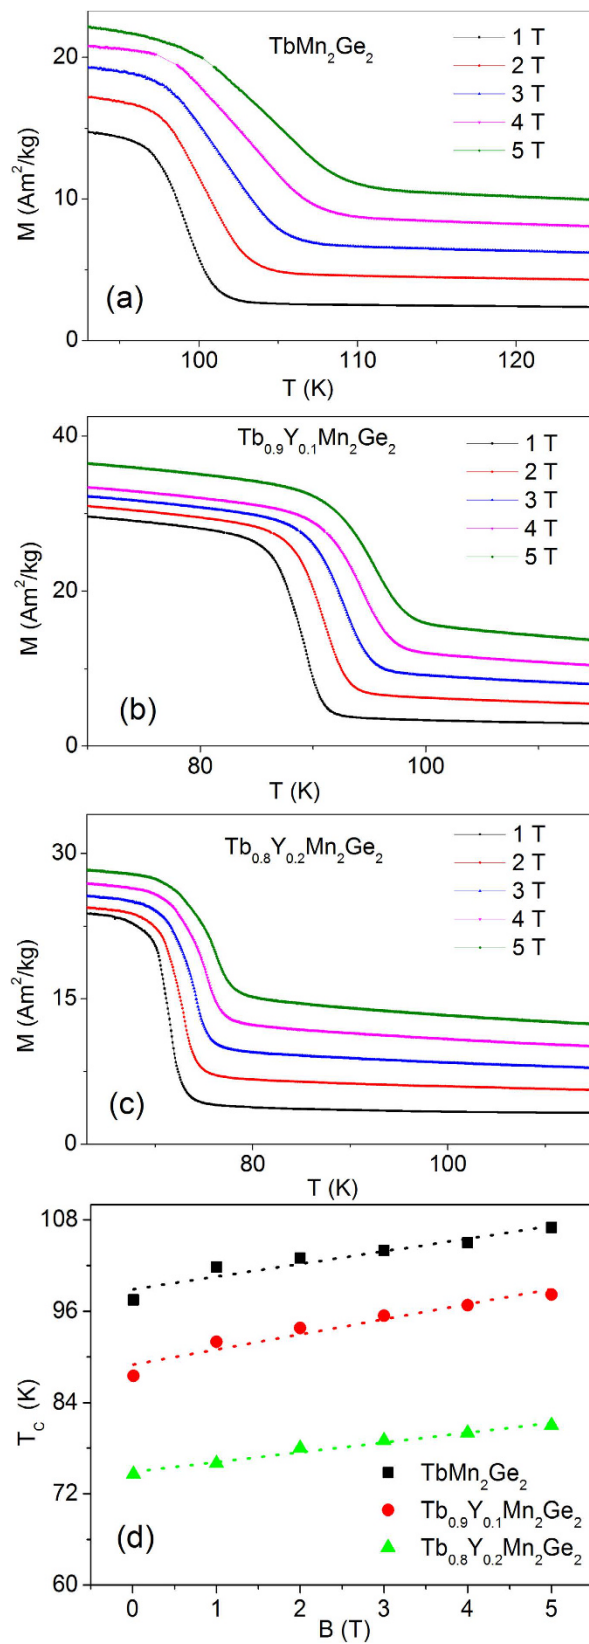 TbMn₂Ge₂
1 T
2 T
3 T
4 T
5 T
20
10
0
M (Am²/kg)
(a)
100
110
120
T (K)
Tb₀.₉Y₀.₁Mn₂Ge₂
1 T
2 T
3 T
4 T
5 T
40
20
0
M (Am²/kg)
(b)
80
100
T (K)
Tb₀.₈Y₀.₂Mn₂Ge₂
1 T
2 T
3 T
4 T
5 T
30
15
0
M (Am²/kg)
(c)
80
100
T (K)
108
96
84
72
60
T_C (K)
TbMn₂Ge₂
Tb₀.₉Y₀.₁Mn₂Ge₂
Tb₀.₈Y₀.₂Mn₂Ge₂
(d)
0
1
2
3
4
5
B (T)